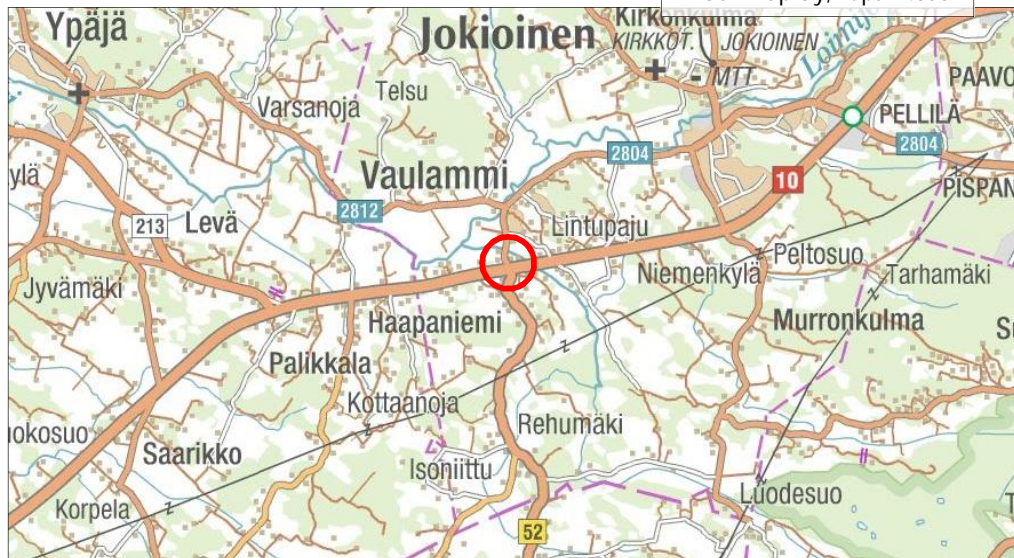 Kirkonkulma
Ypäjä
Jokioinen
KIRKKOT.
JOKIOINEN
MTT
PAAVO
Telsu
Varsanoja
PELLILÄ
2804
2804
Vaulammi
10
PISPAN
ylä
2812
213
Levä
Lintupaju
Peltosuo
Niemenkylä
Tarhamäki
Jyvämäki
Haapaniemi
Murronkulma
Palikkala
Kottaanoja
Rehumäki
okosuo
Saarikko
Isoniittu
Luodesuo
Korpela
52